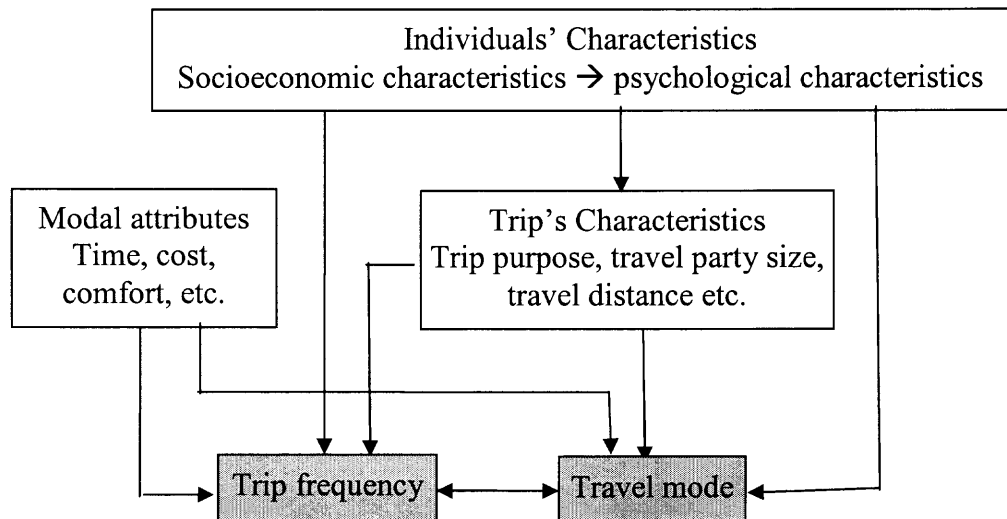 Individuals’ Characteristics
Socioeconomic characteristics → psychological characteristics
Modal attributes
Time, cost,
comfort, etc.
Trip’s Characteristics
Trip purpose, travel party size,
travel distance etc.
Trip frequency
Travel mode